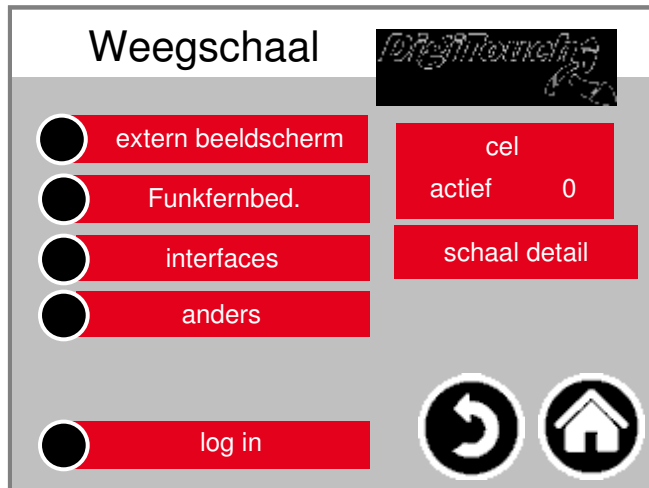 Weegschaal
DigiTouch
extern beeldscherm
cel
Funkfernbed.
actief 0
interfaces
schaal detail
anders
log in